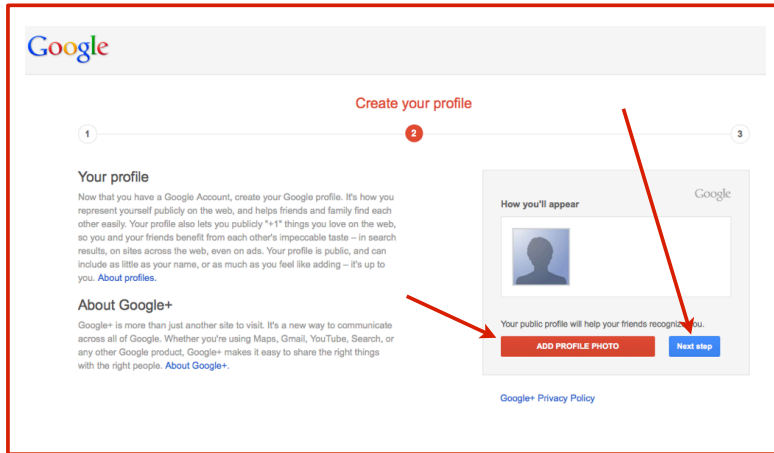 Google
Create your profile
1
2
3
Your profile
Now that you have a Google Account, create your Google profile. It's how you
represent yourself publicly on the web, and helps friends and family find each
other easily. Your profile also lets you publicly "+1" things you love on the web,
so you and your friends benefit from each other's impeccable taste – in search
results, on sites across the web, even on ads. Your profile is public, and can
include as little as your name, or as much as you feel like adding – it's up to
you. About profiles.
About Google+
Google+ is more than just another site to visit. It's a new way to communicate
across all of Google. Whether you're using Maps, Gmail, YouTube, Search, or
any other Google product, Google+ makes it easy to share the right things
with the right people. About Google+.
Google
How you'll appear
Your public profile will help your friends recognize you.
ADD PROFILE PHOTO
Next step
Google+ Privacy Policy